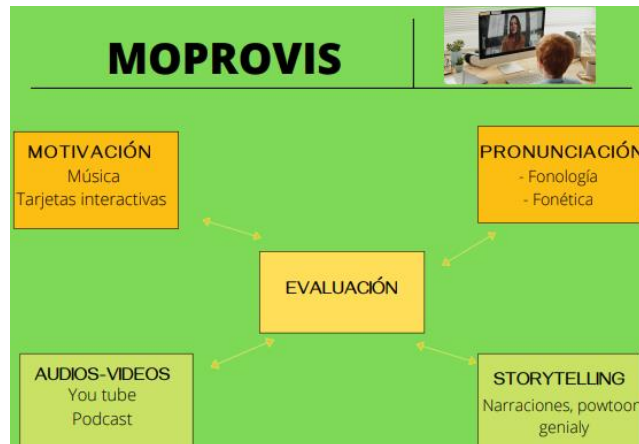 MOPROVIS
MOTIVACIÓN
Música
Tarjetas interactivas
PRONUNCIACIÓN
- Fonología
- Fonética
EVALUACIÓN
AUDIOS-VIDEOS
You tube
Podcast
STORYTELLING
Narraciones, powtoon
genialy